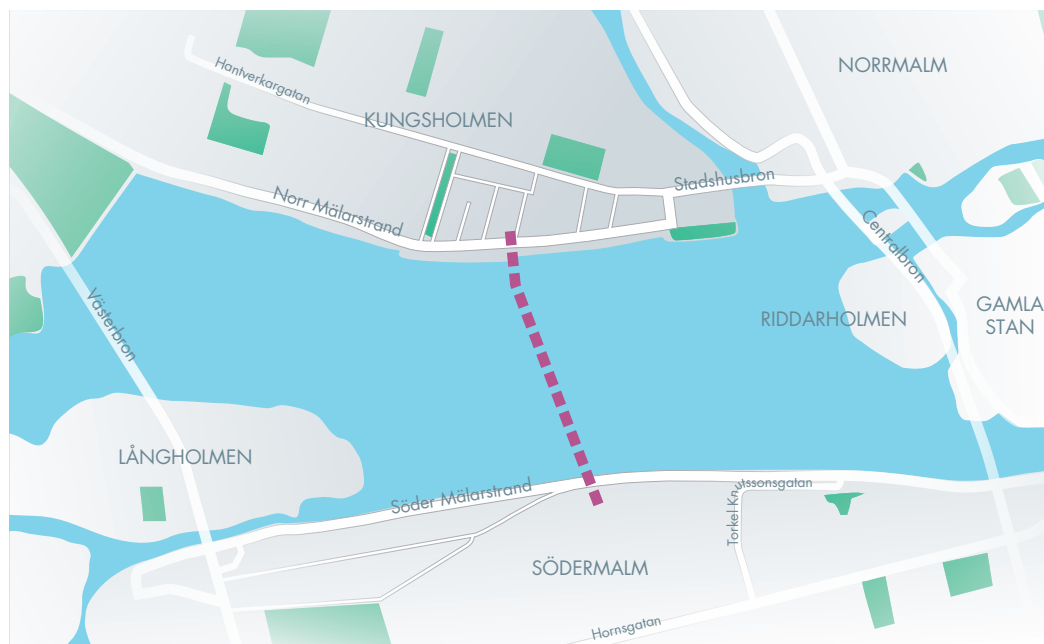 NORRMALM
Hantverkargatan
KUNGSHOLMEN
Stadshusbron
Norr Mälarstrand
Centralbron
Västerbron
RIDDARHOLMEN
GAMLA
STAN
LÅNGHOLMEN
Söder Mälarstrand
Torkel Knutssonsgatan
SÖDERMALM
Hornsgatan